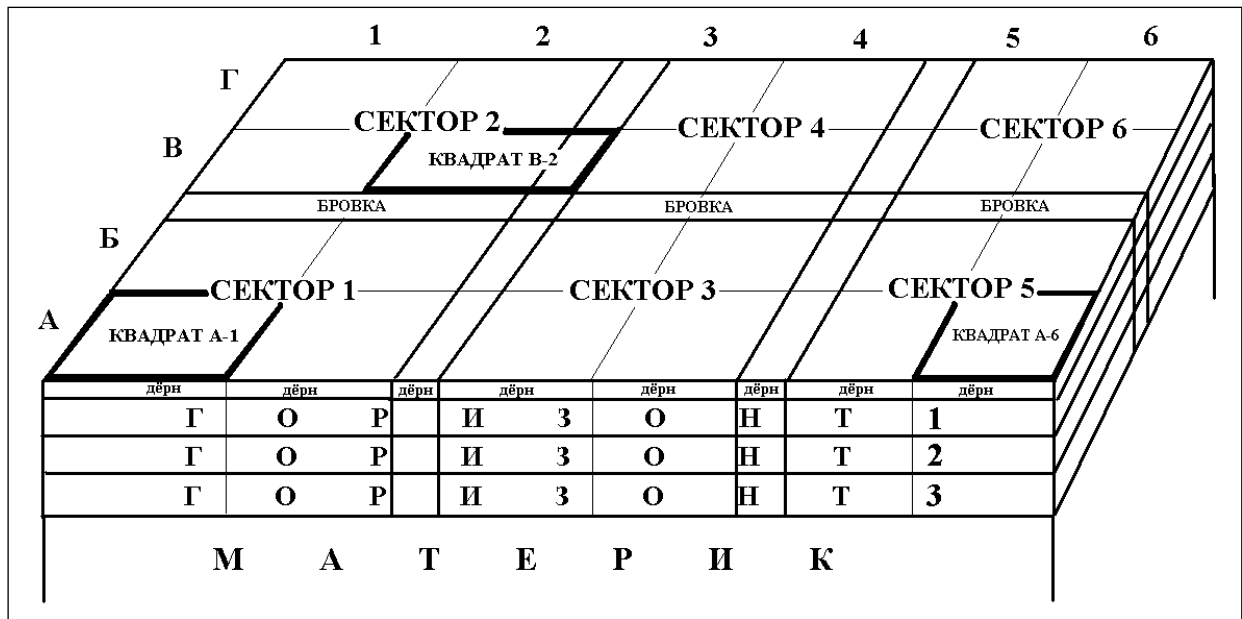 1 2 3 4 5 6
Г
СЕКТОР 2 СЕКТОР 4 СЕКТОР 6
В
КВАДРАТ В-2
БРОВКА БРОВКА БРОВКА
Б
СЕКТОР 1 СЕКТОР 3 СЕКТОР 5
А
КВАДРАТ А-1 КВАДРАТ А-6
дёрн дёрн дёрн дёрн дёрн дёрн дёрн дёрн
Г О Р И З О Н Т 1
Г О Р И З О Н Т 2
Г О Р И З О Н Т 3
М А Т Е Р И К